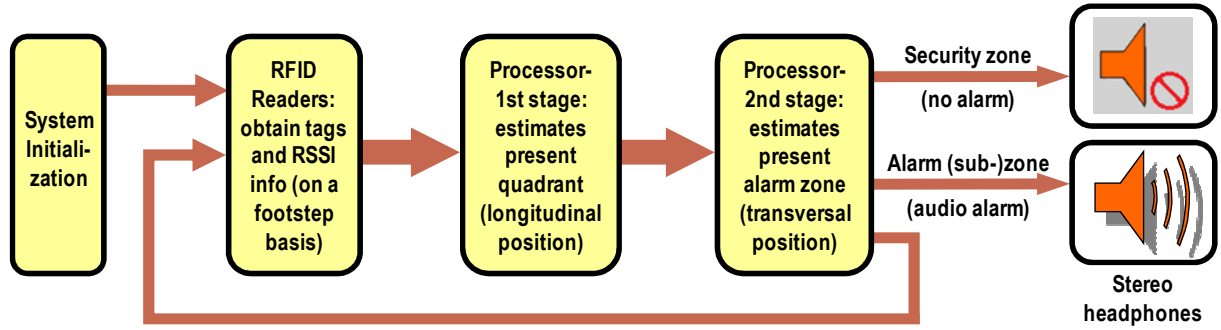 System
Initiali-
zation
RFID
Readers:
obtain tags
and RSSI
info (on a
footstep
basis)
Processor-
1st stage:
estimates
present
quadrant
(longitudinal
position)
Processor-
2nd stage:
estimates
present
alarm zone
(transversal
position)
Security zone
(no alarm)
Alarm (sub-)zone
(audio alarm)
Stereo
headphones